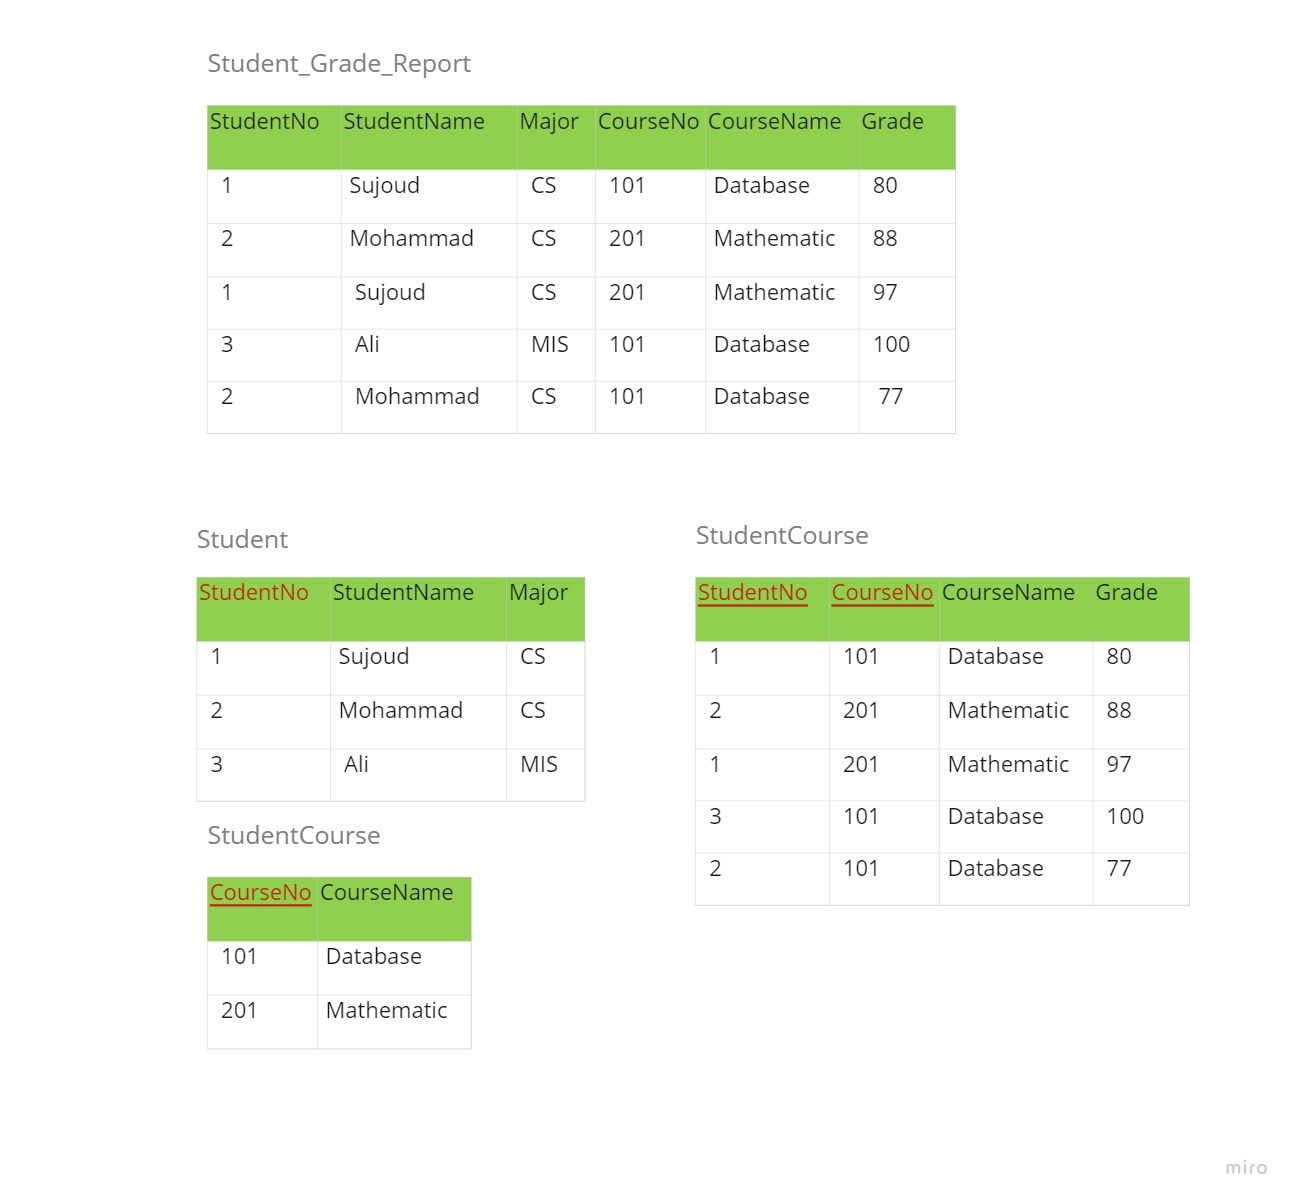 Student_Grade_Report
StudentNo StudentName Major CourseNo CourseName Grade
1 Sujoud CS 101 Database 80
2 Mohammad CS 201 Mathematic 88
1 Sujoud CS 201 Mathematic 97
3 Ali MIS 101 Database 100
2 Mohammad CS 101 Database 77
Student
StudentNo StudentName Major
1 Sujoud CS
2 Mohammad CS
3 Ali MIS
StudentCourse
CourseNo CourseName
101 Database
201 Mathematic
StudentCourse
StudentNo CourseNo CourseName Grade
1 101 Database 80
2 201 Mathematic 88
1 201 Mathematic 97
3 101 Database 100
2 101 Database 77
miro